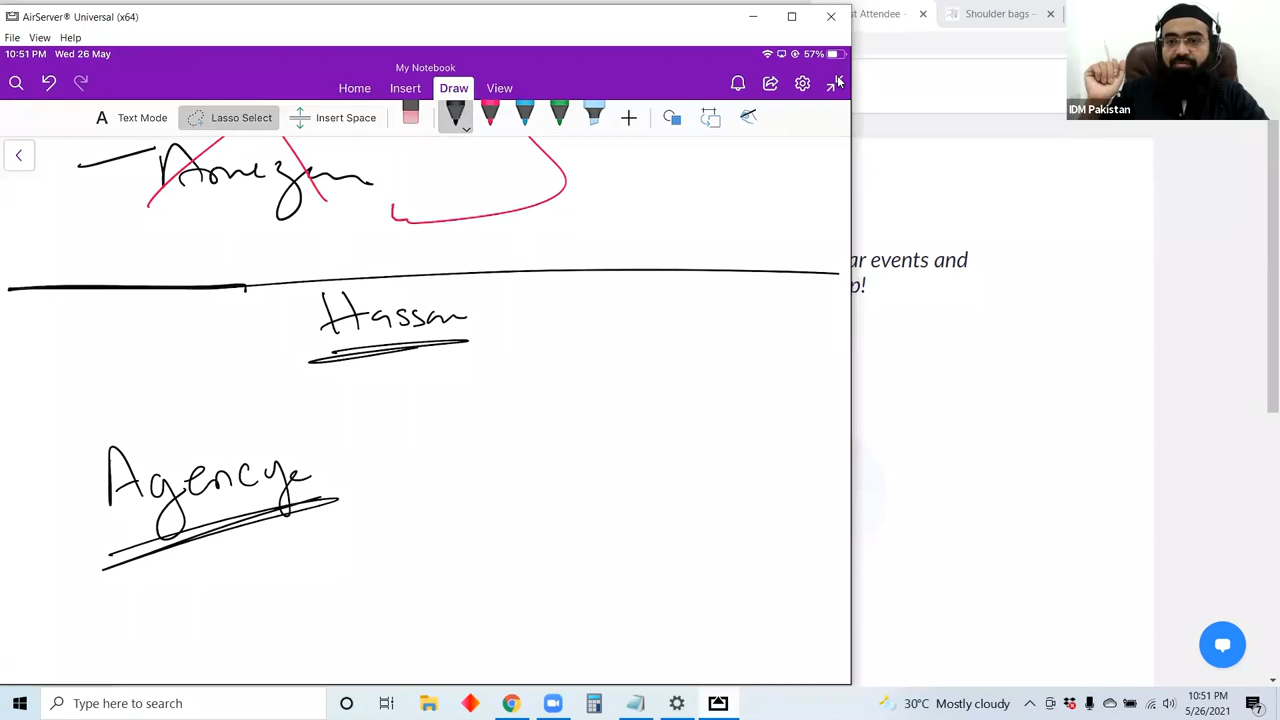 AirServer® Universal (x64)
File View Help
10:51 PM Wed 26 May
57%
My Notebook
Home Insert Draw View
A Text Mode Lasso Select Insert Space
Hassan
Agency
st Attendee -
Shoulder bags –
IDM Pakistan
ar events and
p!
Type here to search
30°C Mostly cloudy
10:51 PM
5/26/2021
7